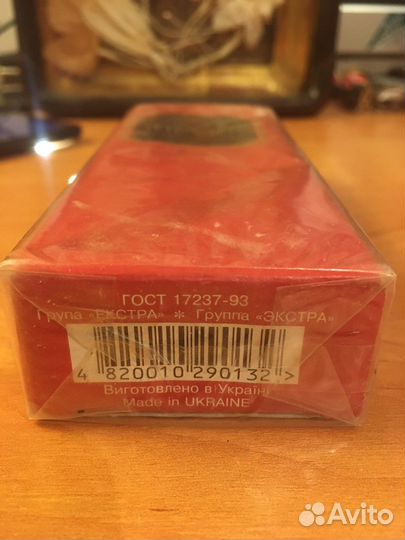 ГОСТ 17237-93
Група «ЕКСТРА» * Группа «ЭКСТРА»
4 820010 290132 >
Виготовлено в Україні
Made in UKRAINE
Avito